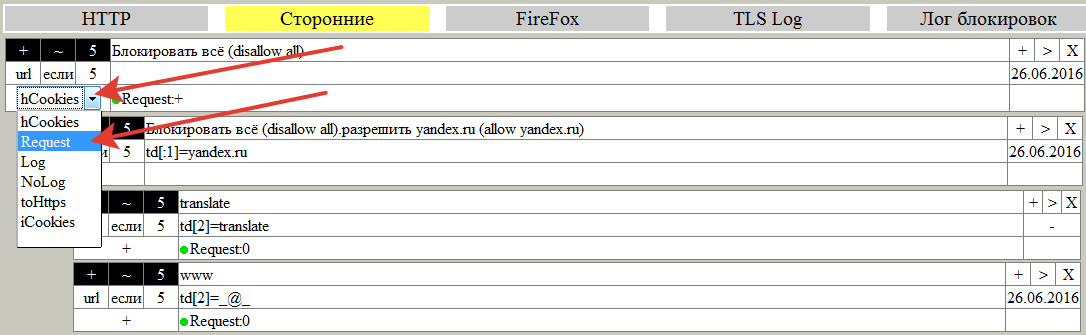 HTTP Сторонние FireFox TLS Log Лог блокировок
+ ~ 5 Блокировать всё (disallow all) + > X
url если 5 26.06.2016
hCookies Request:+
hCookies
Request
Log
NoLog
toHttps
iCookies
5 Блокировать всё (disallow all).разрешить yandex.ru (allow yandex.ru) + > X
и 5 td[:1]=yandex.ru 26.06.2016
~ 5 translate + > X
если 5 td[2]=translate -
+ Request:0
+ ~ 5 www + > X
url если 5 td[2]=_@_ 26.06.2016
+ Request:0